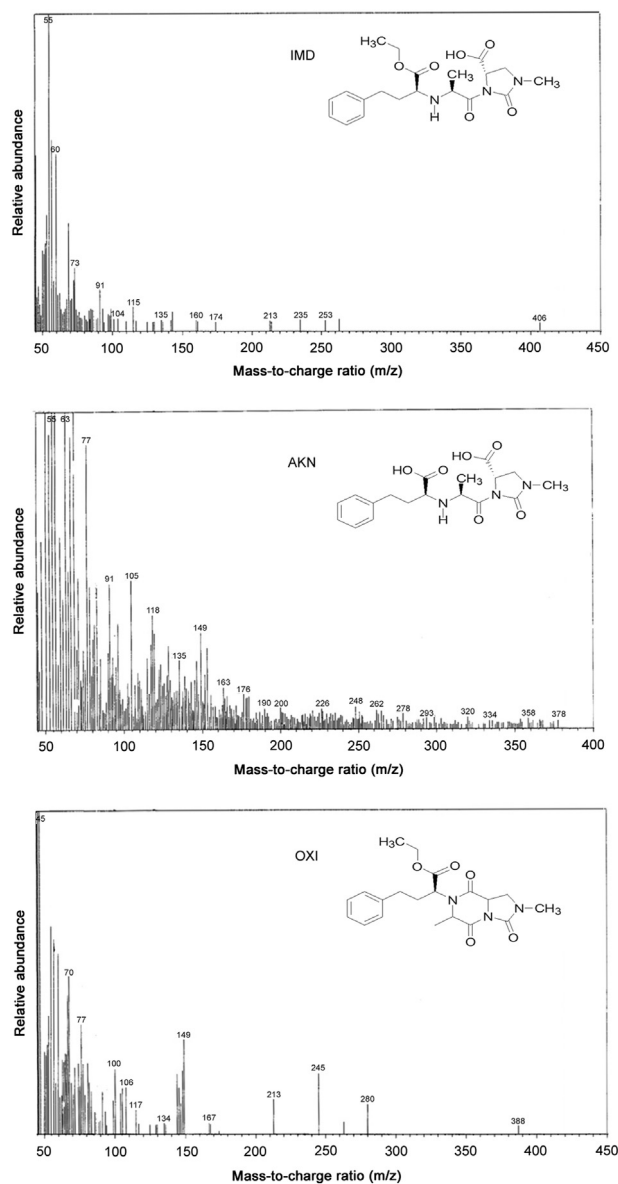 55
IMD
H₃C
O
O
HO
O
CH₃
N
H
O
N
O
N
CH₃
60
73
91
104
115
135
160
174
213
235
253
406
Relative abundance
50 100 150 200 250 300 350 400 450
Mass-to-charge ratio (m/z)
55
63
77
AKN
HO
O
HO
O
CH₃
N
H
O
N
O
N
CH₃
91
105
118
135
149
163
176
190
200
226
248
262
278
293
320
334
358
378
Relative abundance
50 100 150 200 250 300 350 400
Mass-to-charge ratio (m/z)
45
OXI
H₃C
O
O
O
N
N
O
O
N
CH₃
70
77
100
106
117
134
149
167
213
245
280
388
Relative abundance
50 100 150 200 250 300 350 400 450
Mass-to-charge ratio (m/z)